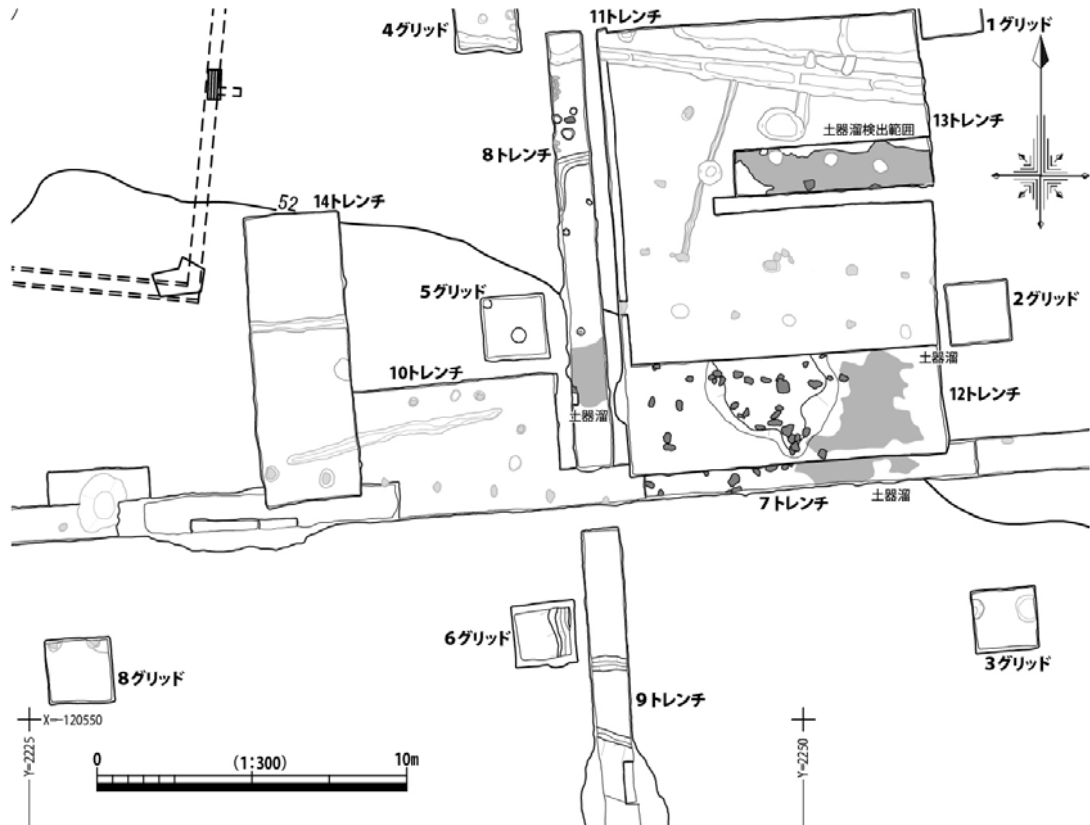 11トレンチ
4グリッド
1グリッド
13トレンチ
土器溜検出範囲
8トレンチ
52
14トレンチ
5グリッド
2グリッド
土器溜
10トレンチ
12トレンチ
土器溜
土器溜
7トレンチ
6グリッド
3グリッド
8グリッド
9トレンチ
X=-120550
Y=2225
Y=2250
0
(1:300)
10m